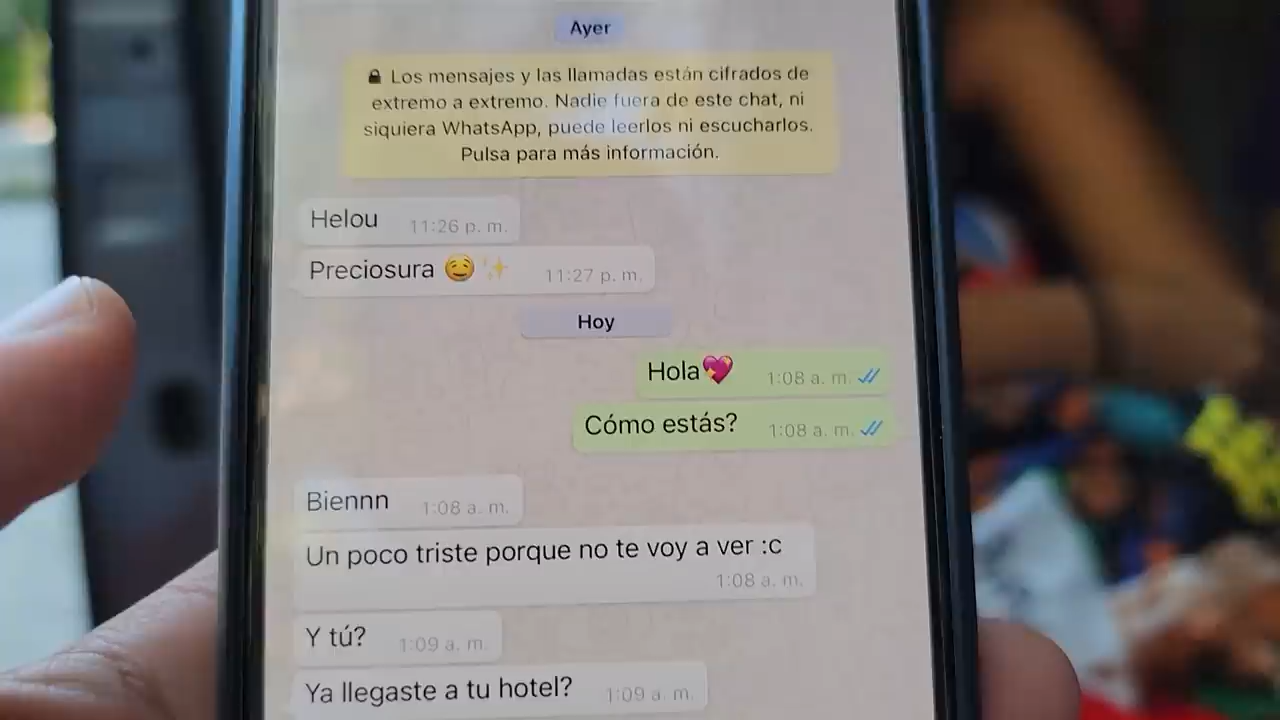 Ayer
Los mensajes y las llamadas están cifrados de
extremo a extremo. Nadie fuera de este chat, ni
siquiera WhatsApp, puede leerlos ni escucharlos.
Pulsa para más información.
Helou 11:26 p. m.
Preciosura 🤤✨ 11:27 p. m.
Hoy
Hola💖 1:08 a. m.
Cómo estás? 1:08 a. m.
Biennn 1:08 a. m.
Un poco triste porque no te voy a ver :c
1:08 a. m.
Y tú? 1:09 a. m.
Ya llegaste a tu hotel? 1:09 a. m.